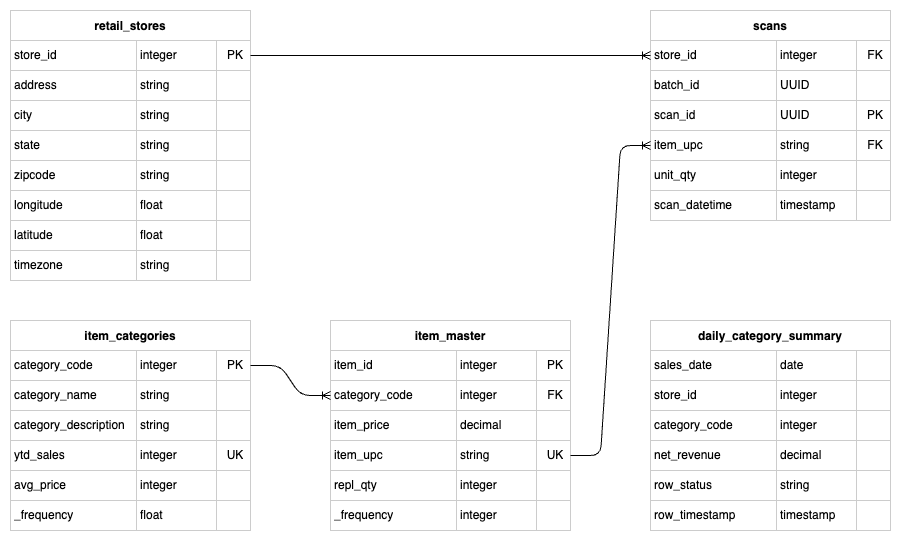 retail_stores
store_id integer PK
address string
city string
state string
zipcode string
longitude float
latitude float
timezone string
scans
store_id integer FK
batch_id UUID
scan_id UUID PK
item_upc string FK
unit_qty integer
scan_datetime timestamp
item_categories
category_code integer PK
category_name string
category_description string
ytd_sales integer UK
avg_price integer
_frequency float
item_master
item_id integer PK
category_code integer FK
item_price decimal
item_upc string UK
repl_qty integer
_frequency integer
daily_category_summary
sales_date date
store_id integer
category_code integer
net_revenue decimal
row_status string
row_timestamp timestamp